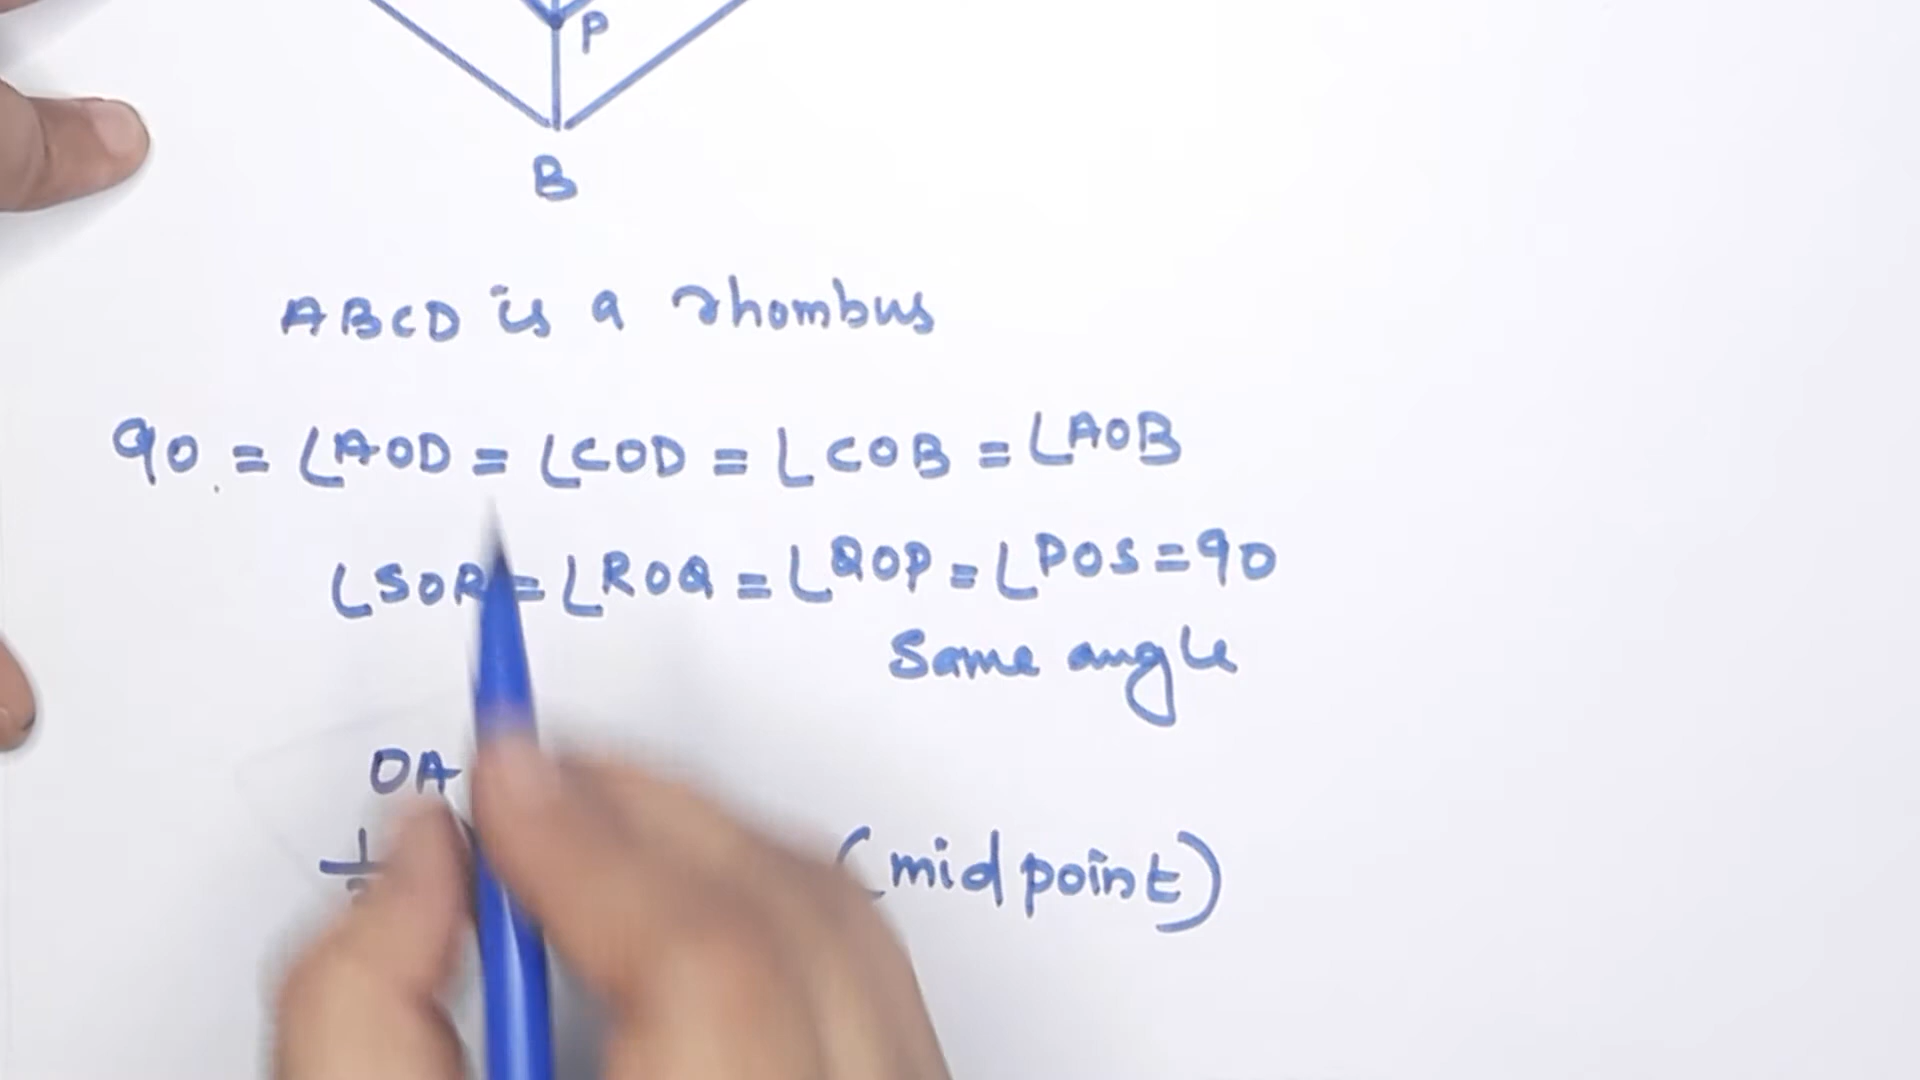 P
B
ABCD is a rhombus
90 = ∠AOD = ∠COD = ∠COB = ∠AOB
∠SOR = ∠ROQ = ∠QOP = ∠POS = 90
Same angle
OA
(midpoint)